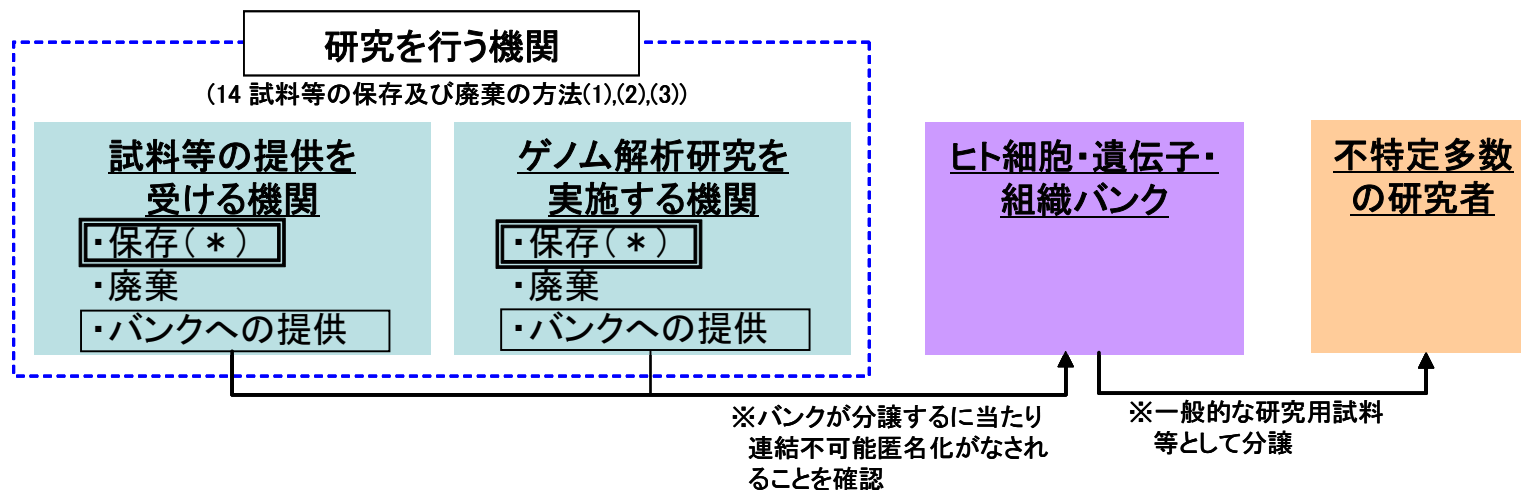 研究を行う機関
(14 試料等の保存及び廃棄の方法(1),(2),(3))
試料等の提供を
受ける機関
・保存(＊)
・廃棄
・バンクへの提供
ゲノム解析研究を
実施する機関
・保存(＊)
・廃棄
・バンクへの提供
ヒト細胞・遺伝子・
組織バンク
不特定多数
の研究者
※バンクが分譲するに当たり
連結不可能匿名化がなされ
ることを確認
※一般的な研究用試料
等として分譲